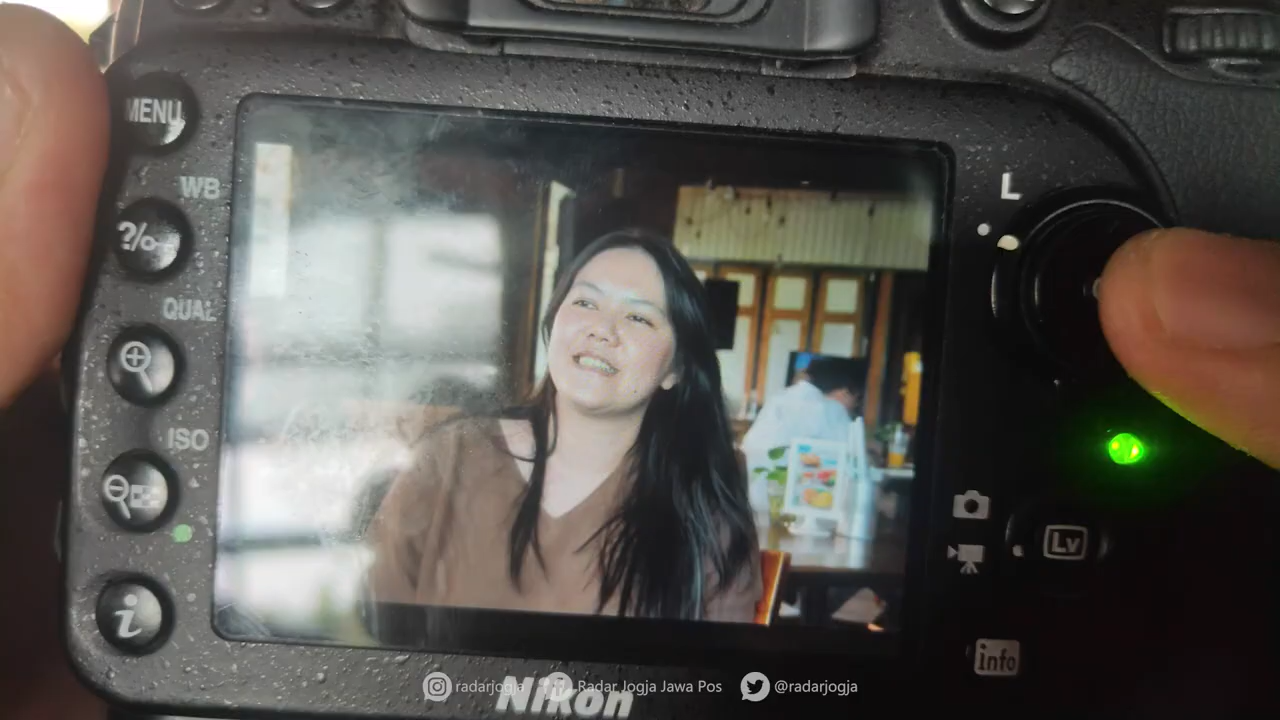 MENU
WB
?/
QUAL
ISO
i
L
Lv
info
radarjogja Radar Jogja Jawa Pos @radarjogja
Nikon